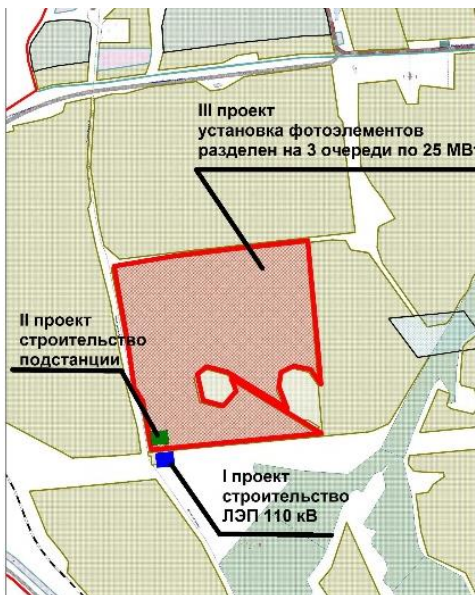 III проект
установка фотоэлементов
разделен на 3 очереди по 25 МВт
II проект
строительство
подстанции
I проект
строительство
ЛЭП 110 кВ